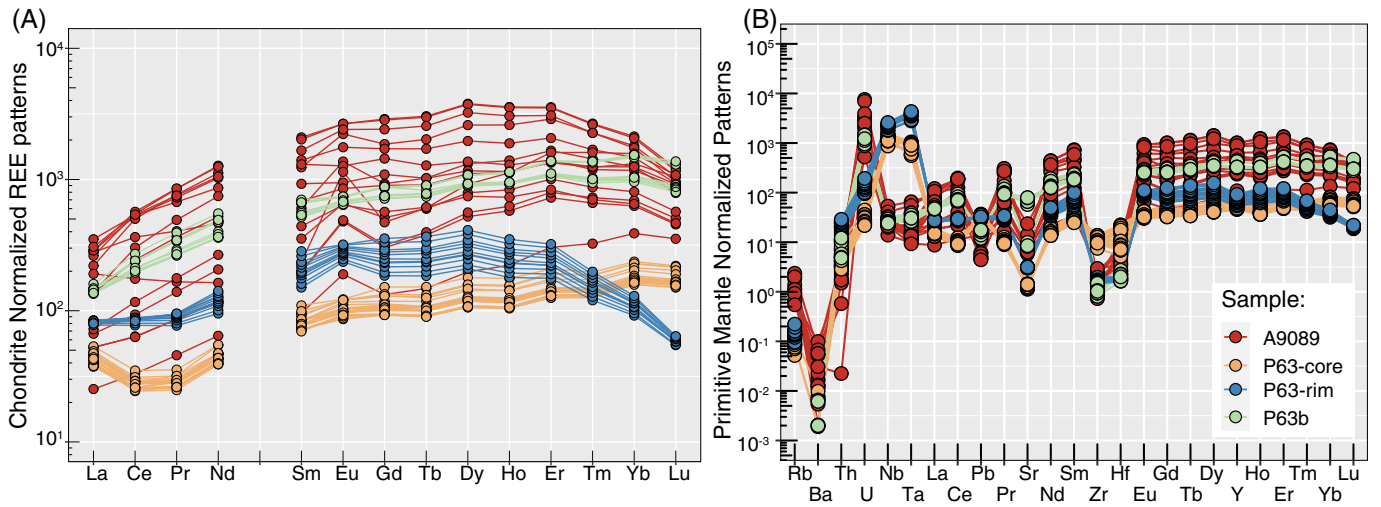 (A)
Chondrite Normalized REE patterns
10⁴
10³
10²
10¹
La Ce Pr Nd Sm Eu Gd Tb Dy Ho Er Tm Yb Lu
(B)
Primitive Mantle Normalized Patterns
10⁵
10⁴
10³
10²
10¹
10⁰
10⁻¹
10⁻²
10⁻³
Rb Th Nb La Pb Sr Sm Hf Gd Dy Ho Tm Lu
Ba U Ta Ce Pr Nd Zr Eu Tb Y Er Yb
Sample:
A9089
P63-core
P63-rim
P63b